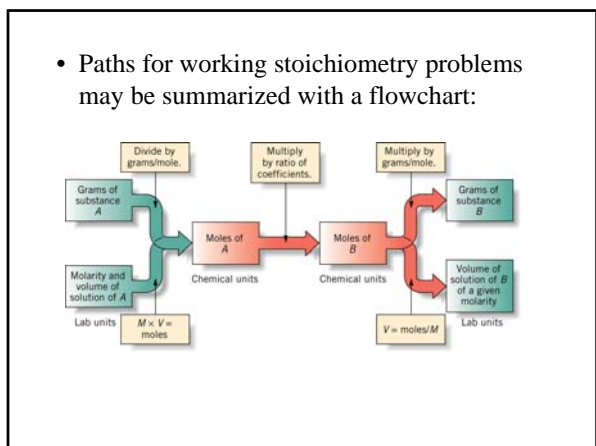 • Paths for working stoichiometry problems
may be summarized with a flowchart:
Divide by
grams/mole.
Multiply
by ratio of
coefficients.
Multiply by
grams/mole.
Grams of
substance
A
Grams of
substance
B
Moles of
A
Moles of
B
Chemical units
Chemical units
Molarity and
volume of
solution of A
Volume of
solution of B
of a given
molarity
Lab units
Lab units
M × V =
moles
V = moles/M